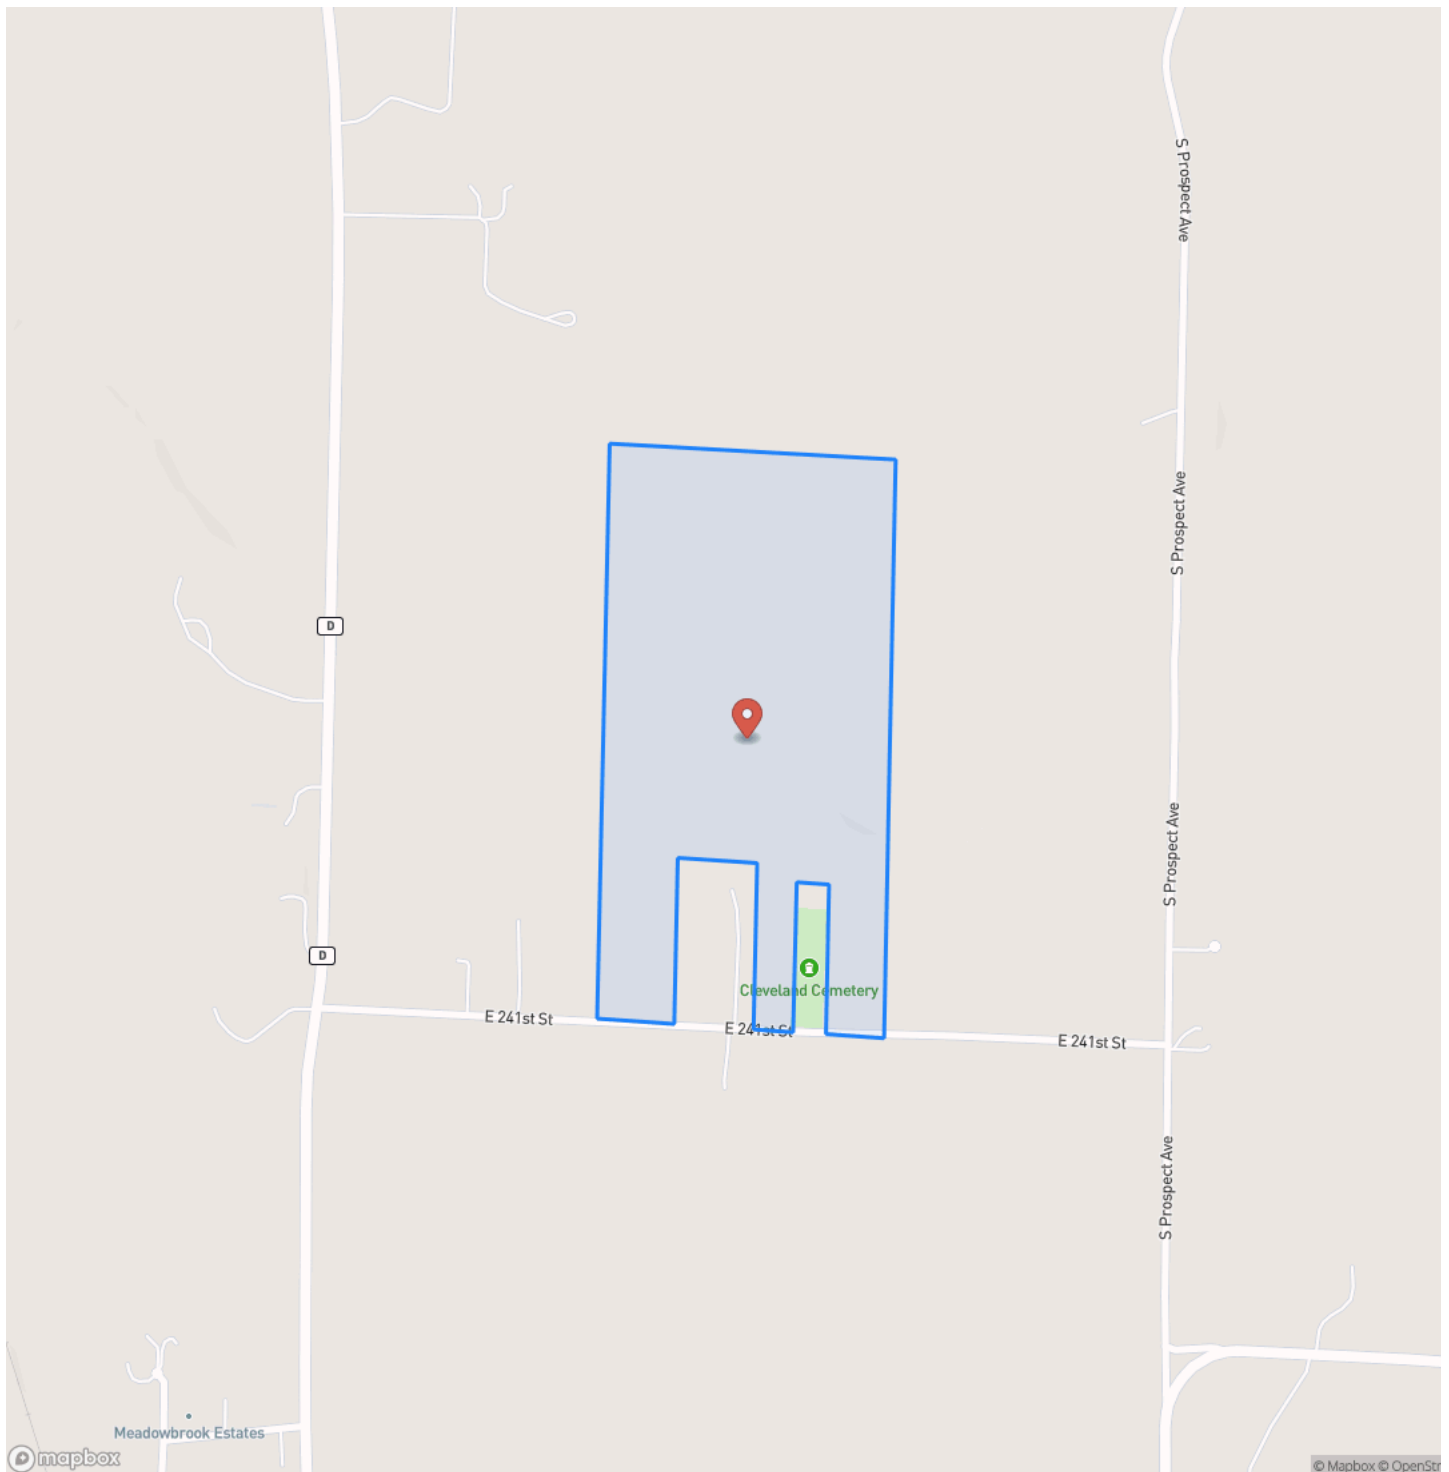 S Prospect Ave
S Prospect Ave
D
S Prospect Ave
D
Cleveland Cemetery
E 241st St
E 241st St
E 241st St
S Prospect Ave
Meadowbrook Estates
mapbox
© Mapbox © OpenStr